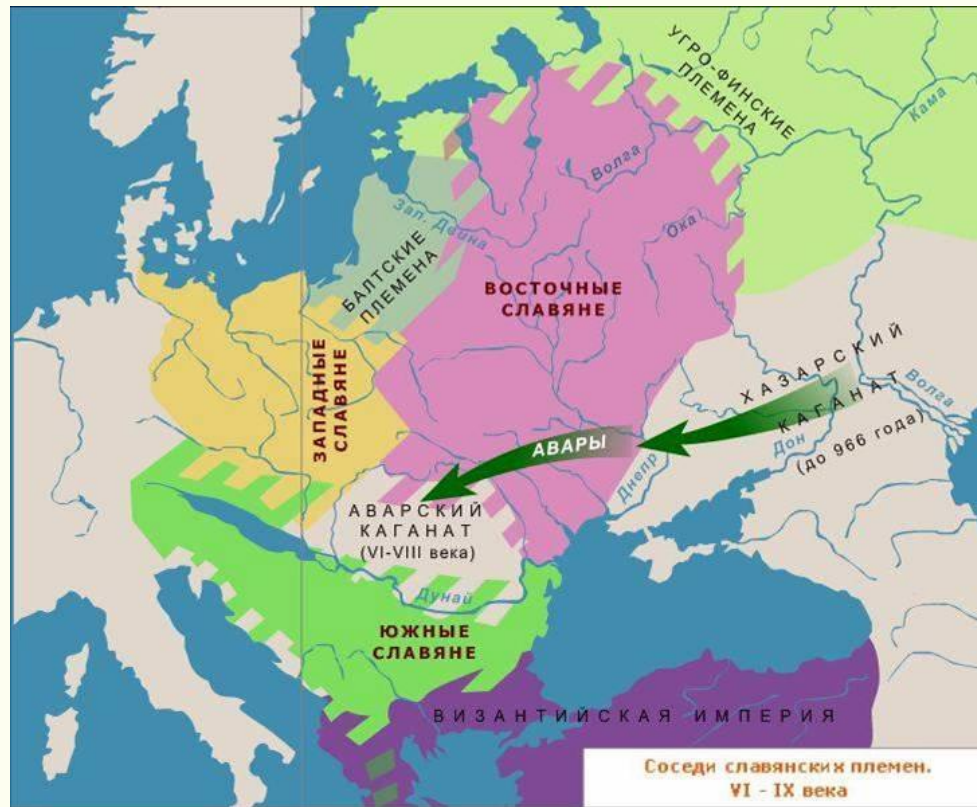 УГРО-ФИНСКИЕ
ПЛЕМЕНА
Кама
Волга
Зап. Двина
Ока
БАЛТСКИЕ
ПЛЕМЕНА
ВОСТОЧНЫЕ
СЛАВЯНЕ
ЗАПАДНЫЕ
СЛАВЯНЕ
ХАЗАРСКИЙ
КАГАНАТ
(до 966 года)
Волга
Дон
Днепр
АВАРЫ
АВАРСКИЙ
КАГАНАТ
(VI-VIII века)
Дунай
ЮЖНЫЕ
СЛАВЯНЕ
ВИЗАНТИЙСКАЯ ИМПЕРИЯ
Соседи славянских племен.
VI - IX века